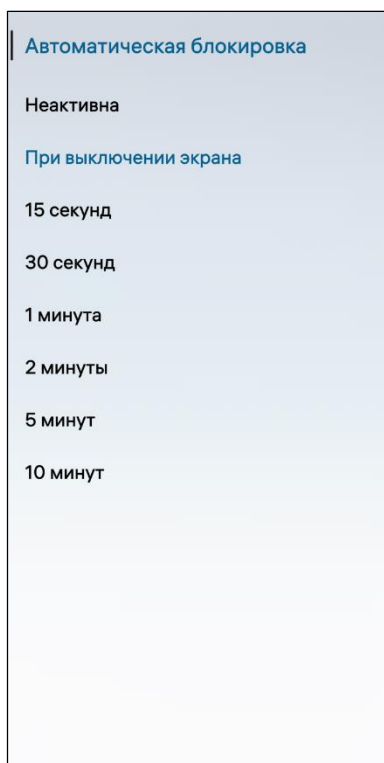 Автоматическая блокировка
Неактивна
При выключении экрана
15 секунд
30 секунд
1 минута
2 минуты
5 минут
10 минут